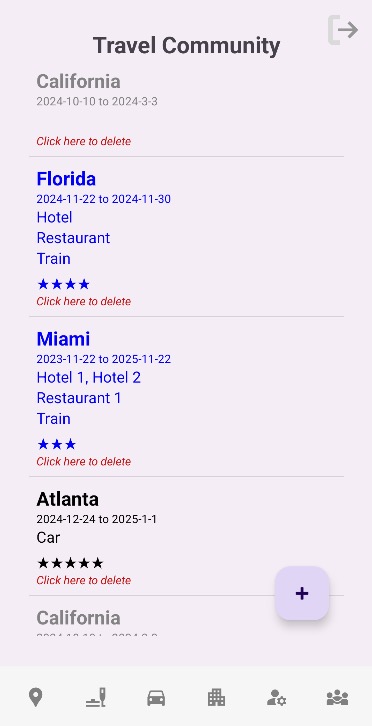 Travel Community
California
2024-10-10 to 2024-3-3
Click here to delete
Florida
2024-11-22 to 2024-11-30
Hotel
Restaurant
Train
★★★★
Click here to delete
Miami
2023-11-22 to 2025-11-22
Hotel 1, Hotel 2
Restaurant 1
Train
★★★
Click here to delete
Atlanta
2024-12-24 to 2025-1-1
Car
★★★★★
Click here to delete
+
California